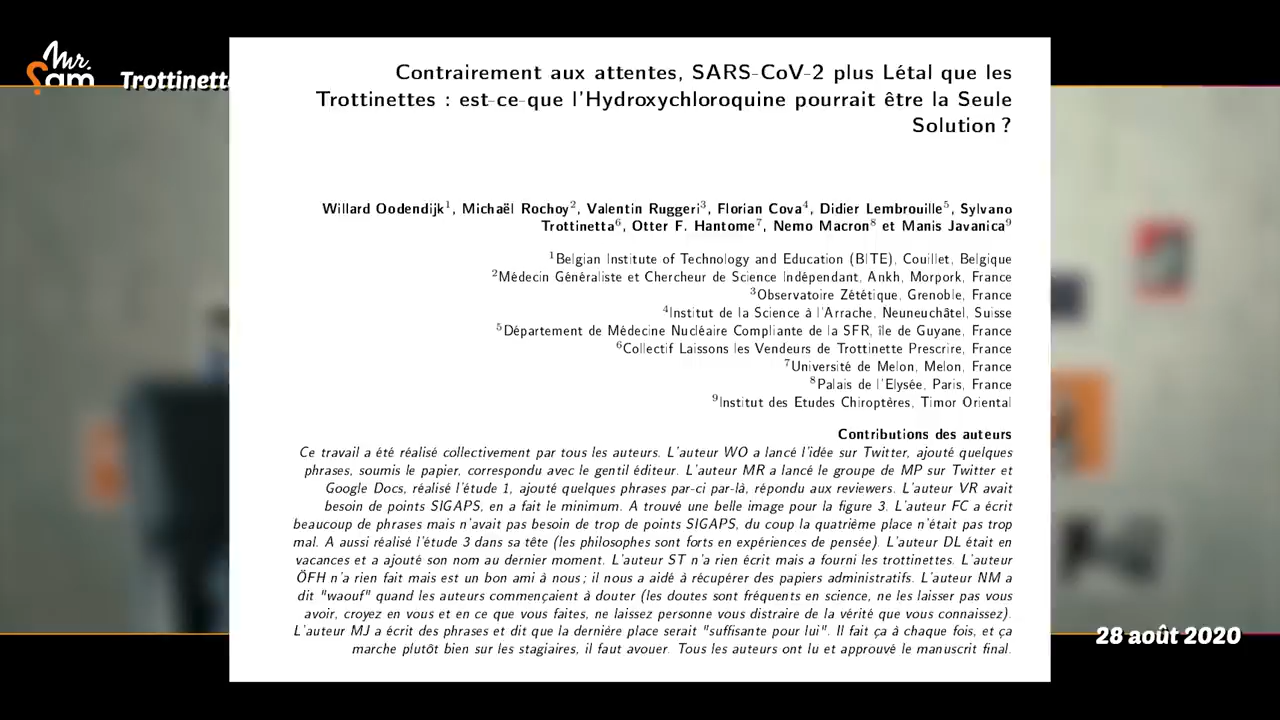 Mr.
Sam
Trottinett
Contrairement aux attentes, SARS-CoV-2 plus Létal que les
Trottinettes : est-ce-que l'Hydroxychloroquine pourrait être la Seule
Solution ?
Willard Oodendijk1, Michaël Rochoy2, Valentin Ruggeri3, Florian Cova4, Didier Lembrouille5, Sylvano
Trottinetta6, Otter F. Hantome7, Nemo Macron8 et Manis Javanica9
1Belgian Institute of Technology and Education (BITE), Couillet, Belgique
2Médecin Généraliste et Chercheur de Science Indépendant, Ankh, Morpork, France
3Observatoire Zététique, Grenoble, France
4Institut de la Science à l'Arrache, Neuneuchâtel, Suisse
5Département de Médecine Nucléaire Compliante de la SFR, île de Guyane, France
6Collectif Laissons les Vendeurs de Trottinette Prescrire, France
7Université de Melon, Melon, France
8Palais de l'Elysée, Paris, France
9Institut des Etudes Chiroptères, Timor Oriental
Contributions des auteurs
Ce travail a été réalisé collectivement par tous les auteurs. L'auteur WO a lancé l'idée sur Twitter, ajouté quelques
phrases, soumis le papier, correspondu avec le gentil éditeur. L'auteur MR a lancé le groupe de MP sur Twitter et
Google Docs, réalisé l'étude 1, ajouté quelques phrases par-ci par-là, répondu aux reviewers. L'auteur VR avait
besoin de points SIGAPS, en a fait le minimum. A trouvé une belle image pour la figure 3. L'auteur FC a écrit
beaucoup de phrases mais n'avait pas besoin de trop de points SIGAPS, du coup la quatrième place n'était pas trop
mal. A aussi réalisé l'étude 3 dans sa tête (les philosophes sont forts en expériences de pensée). L'auteur DL était en
vacances et a ajouté son nom au dernier moment. L'auteur ST n'a rien écrit mais a fourni les trottinettes. L'auteur
ÖFH n'a rien fait mais est un bon ami à nous ; il nous a aidé à récupérer des papiers administratifs. L'auteur NM a
dit "waouf" quand les auteurs commençaient à douter (les doutes sont fréquents en science, ne les laisser pas vous
avoir, croyez en vous et en ce que vous faites, ne laissez personne vous distraire de la vérité que vous connaissez).
L'auteur MJ a écrit des phrases et dit que la dernière place serait "suffisante pour lui". Il fait ça à chaque fois, et ça
marche plutôt bien sur les stagiaires, il faut avouer. Tous les auteurs ont lu et approuvé le manuscrit final.
28 août 2020